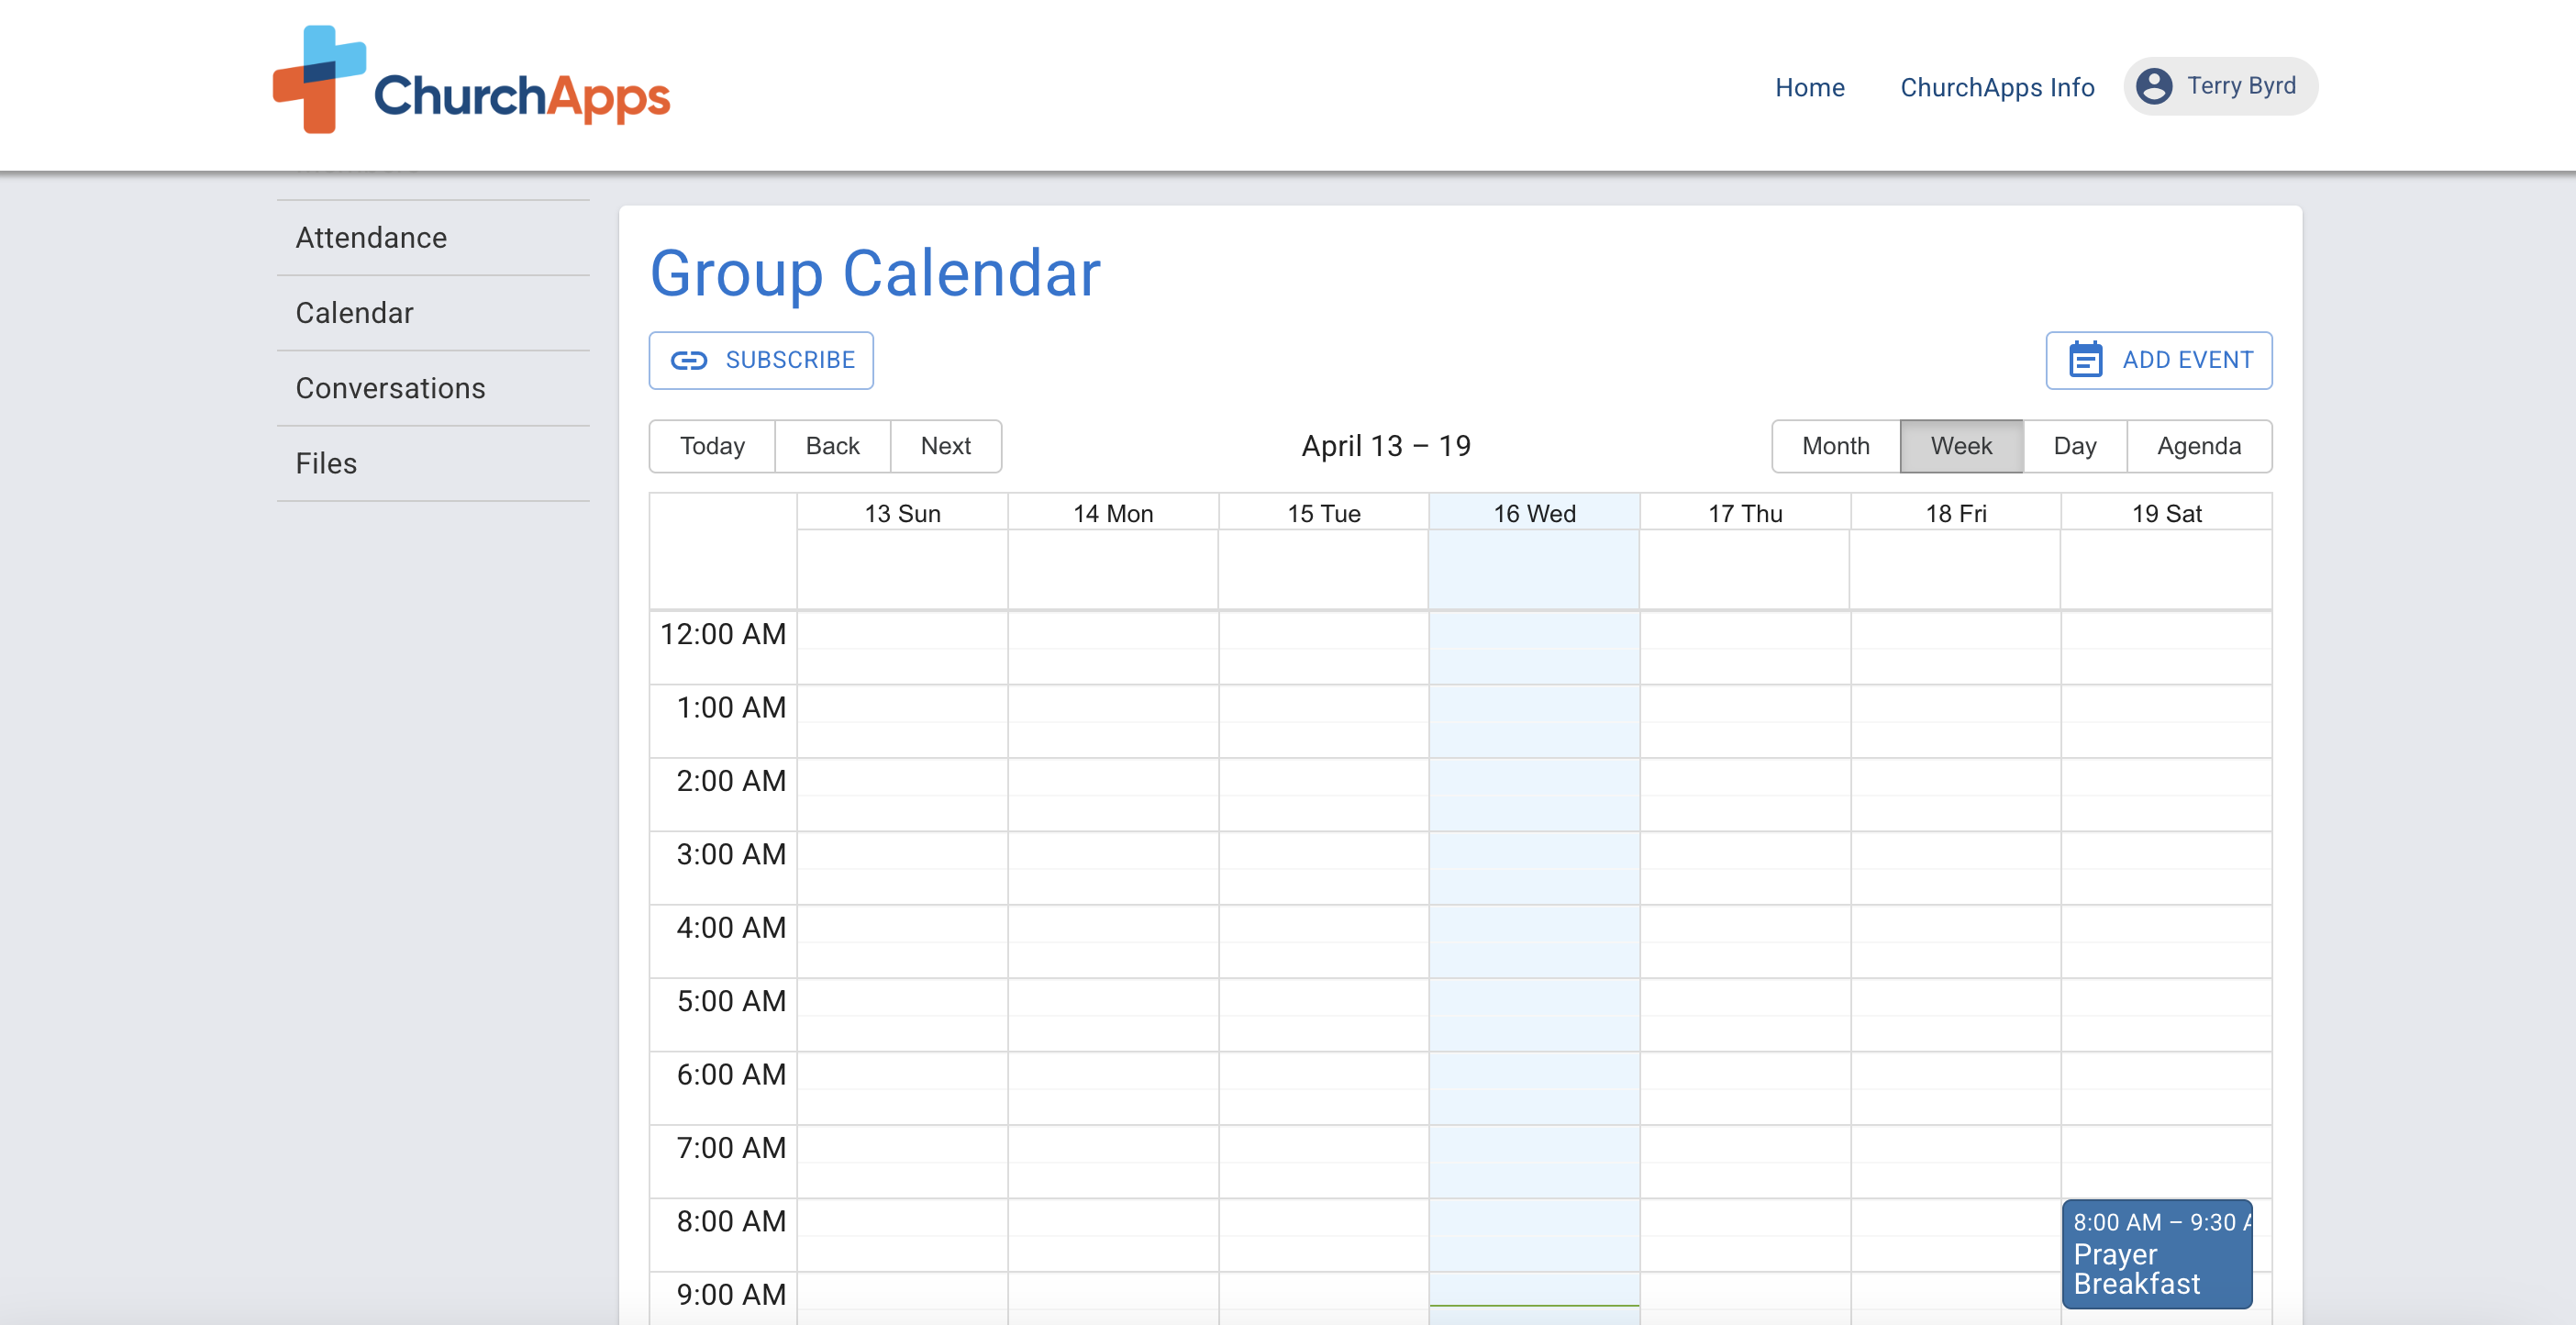 ChurchApps
Home ChurchApps Info Terry Byrd
Attendance
Calendar
Conversations
Files
Group Calendar
SUBSCRIBE ADD EVENT
Today Back Next April 13 – 19 Month Week Day Agenda
13 Sun 14 Mon 15 Tue 16 Wed 17 Thu 18 Fri 19 Sat
12:00 AM
1:00 AM
2:00 AM
3:00 AM
4:00 AM
5:00 AM
6:00 AM
7:00 AM
8:00 AM
9:00 AM
8:00 AM – 9:30 A
Prayer
Breakfast